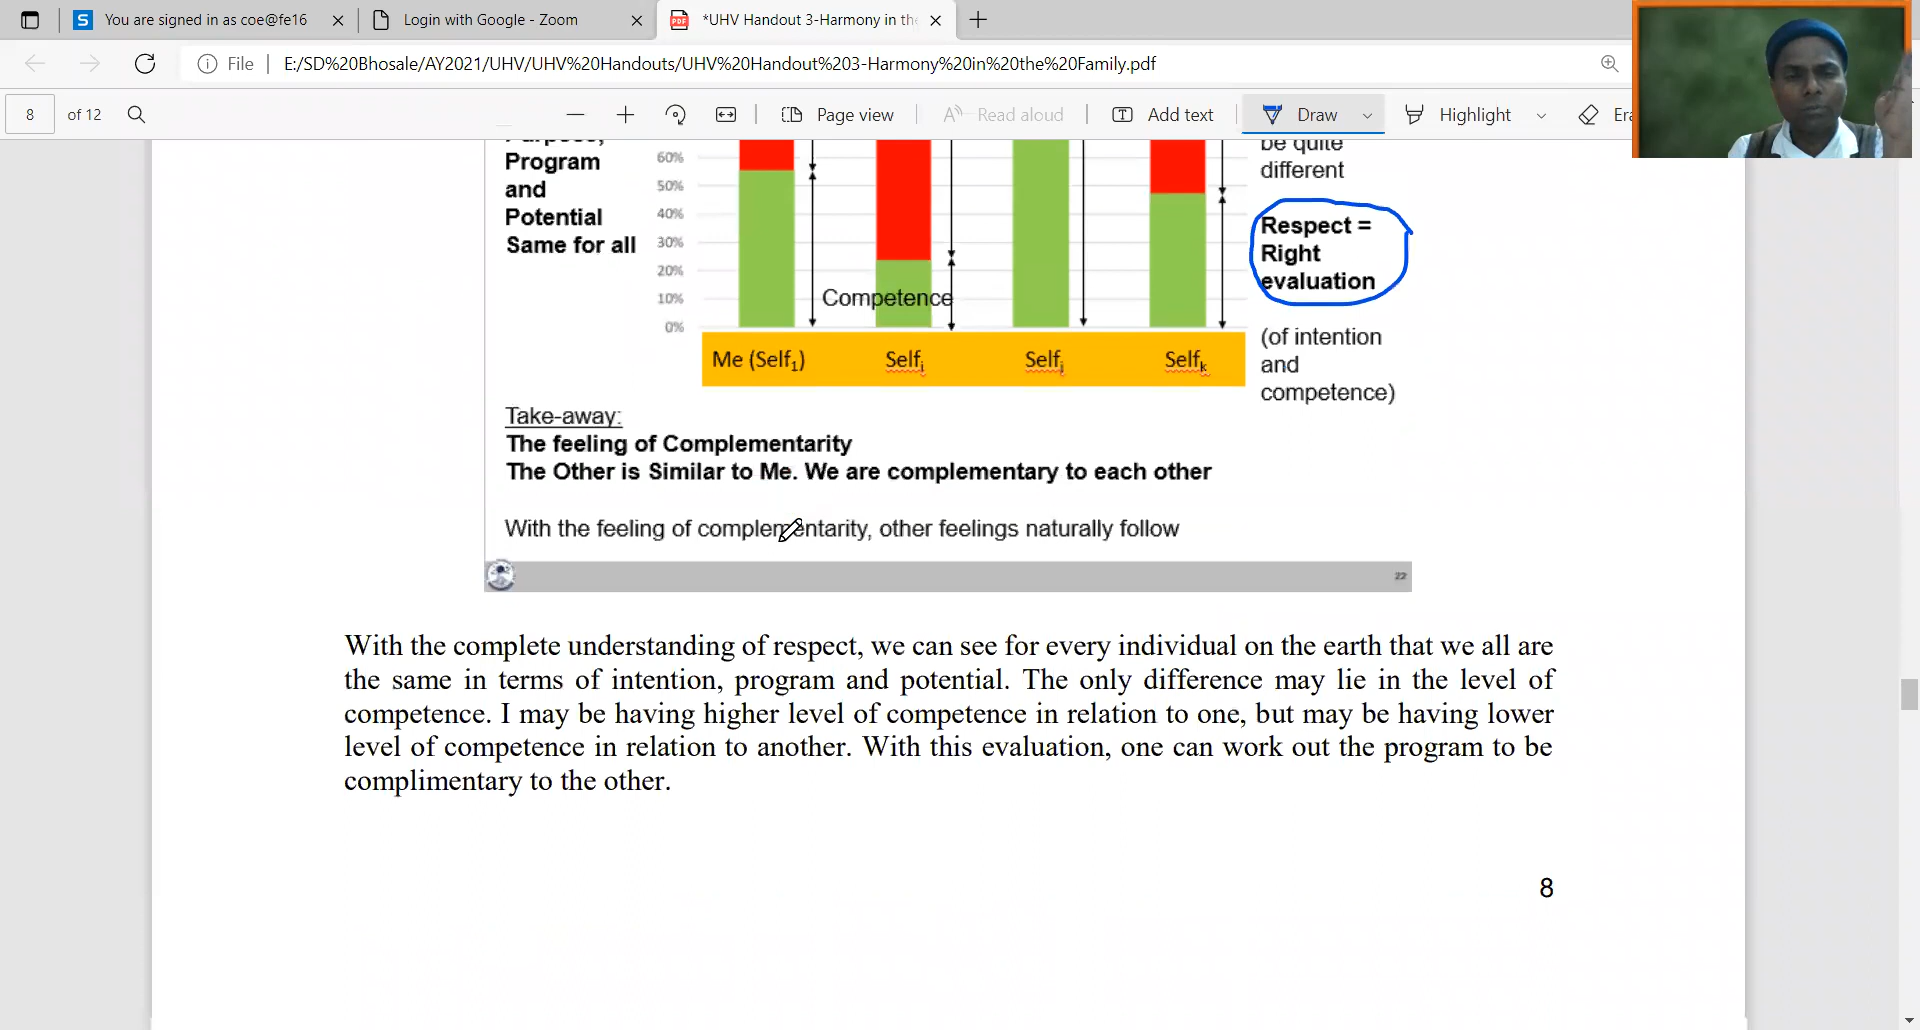 You are signed in as coe@fe16
Login with Google - Zoom
*UHV Handout 3-Harmony in the
File
E:/SD%20Bhosale/AY2021/UHV/UHV%20Handouts/UHV%20Handout%203-Harmony%20in%20the%20Family.pdf
8 of 12
Page view
Read aloud
Add text
Draw
Highlight
Purpose,
Program
and
Potential
Same for all
60%
50%
40%
30%
20%
10%
0%
Competence
Me (Self1)
Selfi
Selfj
Selfk
be quite
different
Respect =
Right
evaluation
(of intention
and
competence)
Take-away:
The feeling of Complementarity
The Other is Similar to Me. We are complementary to each other
With the feeling of complementarity, other feelings naturally follow
22
With the complete understanding of respect, we can see for every individual on the earth that we all are
the same in terms of intention, program and potential. The only difference may lie in the level of
competence. I may be having higher level of competence in relation to one, but may be having lower
level of competence in relation to another. With this evaluation, one can work out the program to be
complimentary to the other.
8